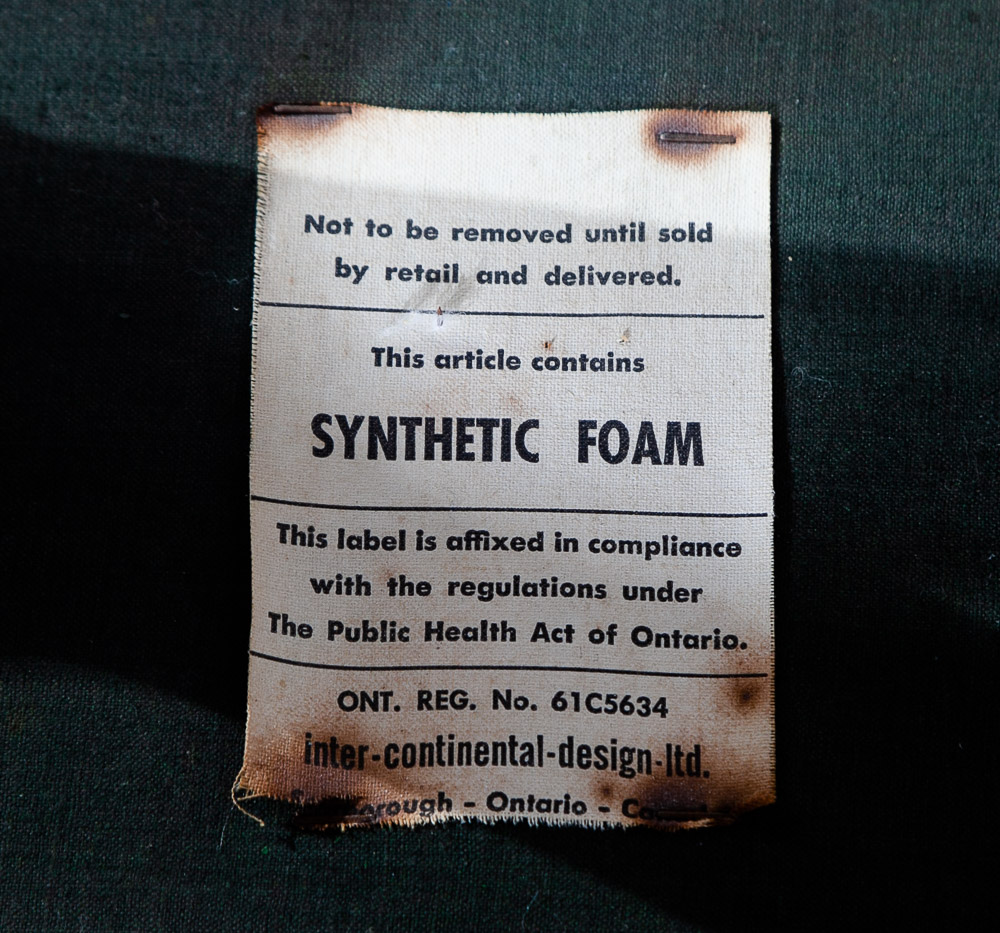 Not to be removed until sold
by retail and delivered.
This article contains
SYNTHETIC FOAM
This label is affixed in compliance
with the regulations under
The Public Health Act of Ontario.
ONT. REG. No. 61C5634
inter-continental-design-ltd.
- Ontario -